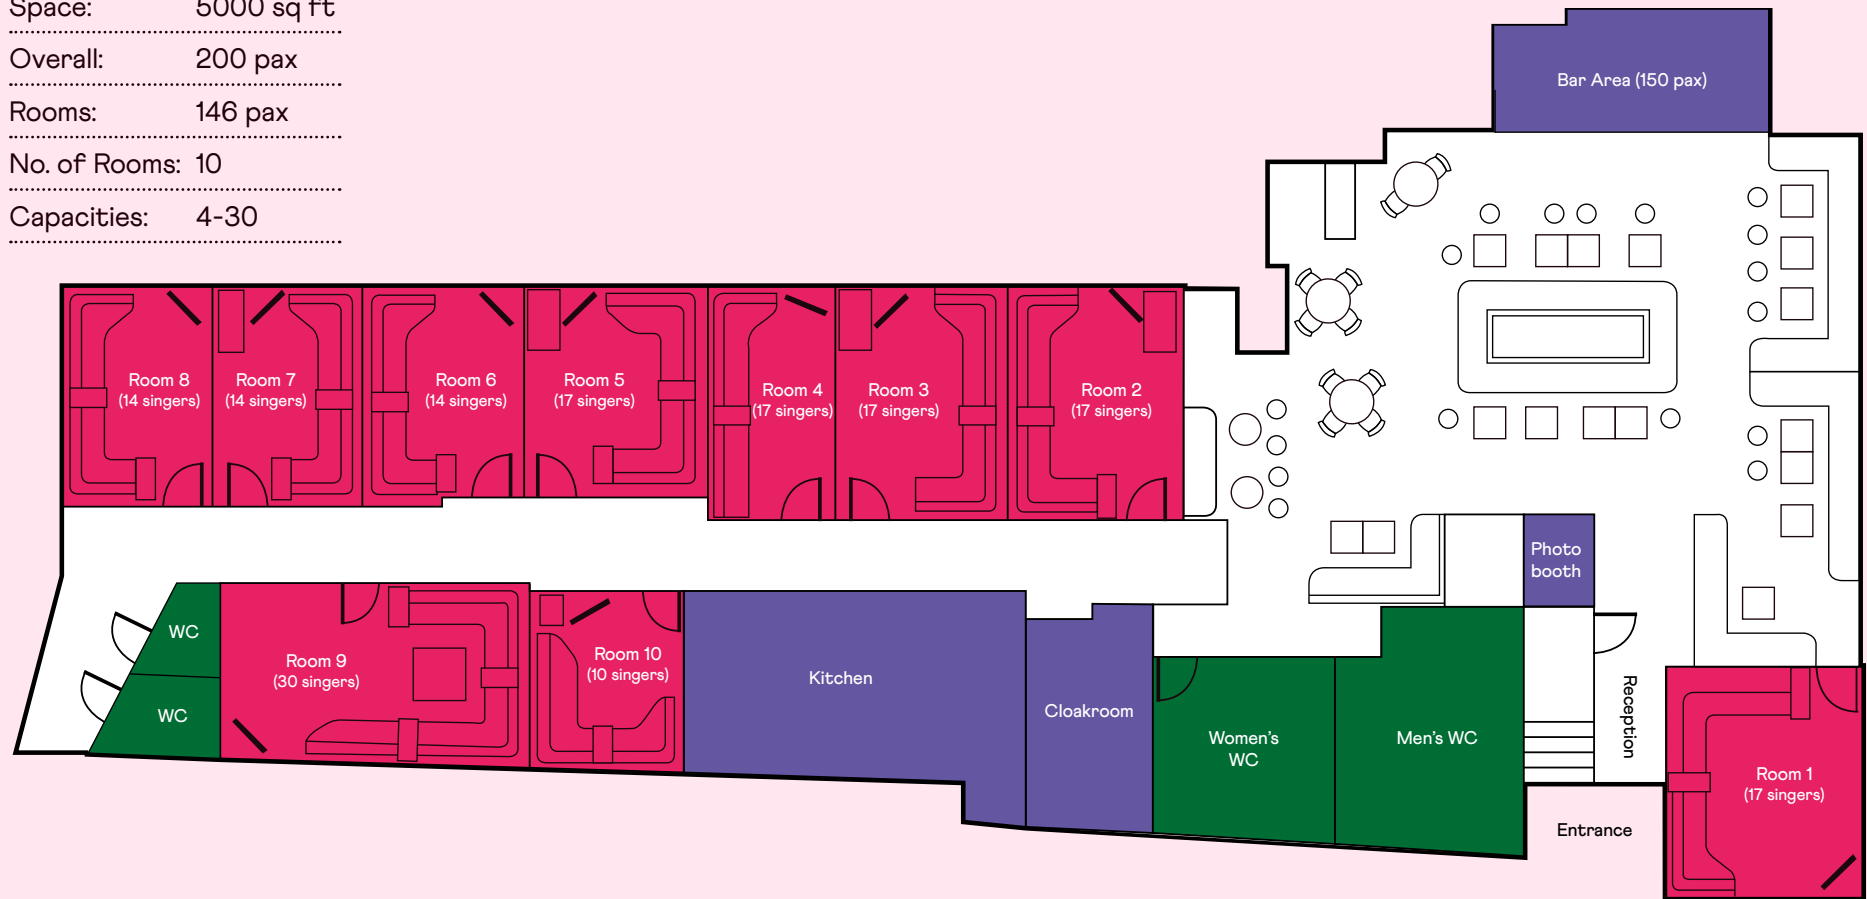 Space: 5000 sq ft
Overall: 200 pax
Rooms: 146 pax
No. of Rooms: 10
Capacities: 4-30
Bar Area (150 pax)
Room 8
(14 singers)
Room 7
(14 singers)
Room 6
(14 singers)
Room 5
(17 singers)
Room 4
(17 singers)
Room 3
(17 singers)
Room 2
(17 singers)
Photo
booth
WC
WC
Room 9
(30 singers)
Room 10
(10 singers)
Kitchen
Cloakroom
Women's
WC
Men's WC
Reception
Room 1
(17 singers)
Entrance